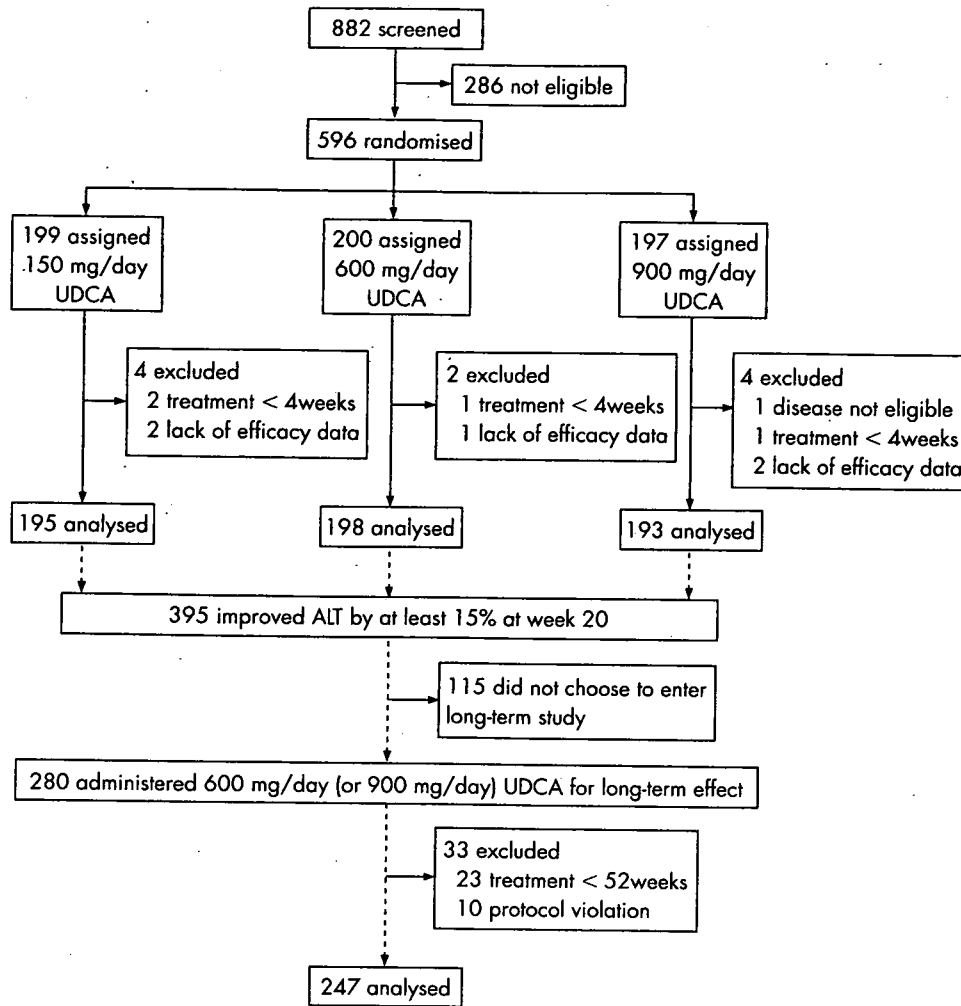 882 screened
286 not eligible
596 randomised
199 assigned
150 mg/day
UDCA
200 assigned
600 mg/day
UDCA
197 assigned
900 mg/day
UDCA
4 excluded
2 treatment < 4weeks
2 lack of efficacy data
2 excluded
1 treatment < 4weeks
1 lack of efficacy data
4 excluded
1 disease not eligible
1 treatment < 4weeks
2 lack of efficacy data
195 analysed
198 analysed
193 analysed
395 improved ALT by at least 15% at week 20
115 did not choose to enter
long-term study
280 administered 600 mg/day (or 900 mg/day) UDCA for long-term effect
33 excluded
23 treatment < 52weeks
10 protocol violation
247 analysed